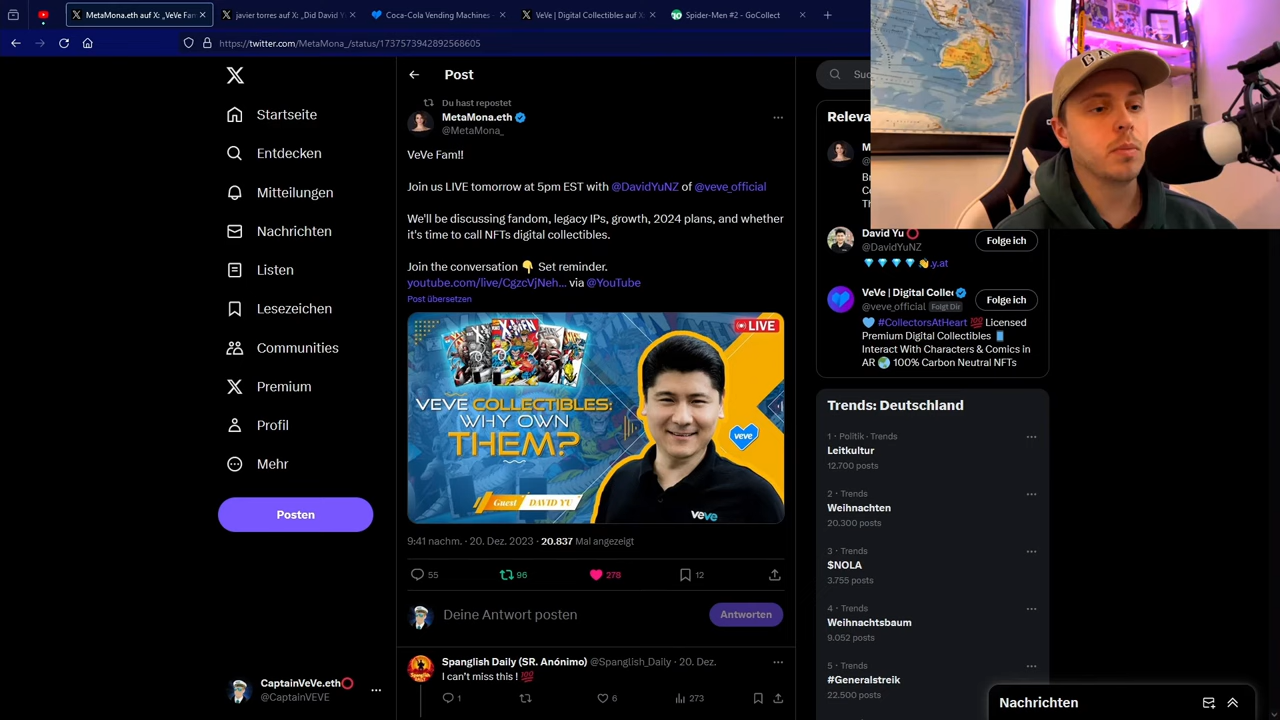 MetaMona.eth auf X: „VeVe Fan
javier torres auf X: „Did David Y
Coca-Cola Vending Machines
VeVe | Digital Collectibles auf X
Spider-Men #2 - GoCollect
https://twitter.com/MetaMona_/status/1737573942892568605
Startseite
Entdecken
Mitteilungen
Nachrichten
Listen
Lesezeichen
Communities
Premium
Profil
Mehr
Posten
CaptainVeVe.eth
@CaptainVEVE
Post
Du hast repostet
MetaMona.eth
@MetaMona_
VeVe Fam!!
Join us LIVE tomorrow at 5pm EST with @DavidYuNZ of @veve_official
We'll be discussing fandom, legacy IPs, growth, 2024 plans, and whether
it's time to call NFTs digital collectibles.
Join the conversation 👇 Set reminder.
youtube.com/live/CgzcVjNeh... via @YouTube
Post übersetzen
LIVE
X-MEN
VEVE COLLECTIBLES:
WHY OWN
THEM?
veve
Guest DAVID YU
veve
9:41 nachm. · 20. Dez. 2023 · 20.837 Mal angezeigt
55 96 278 12
Deine Antwort posten
Antworten
Spanglish Daily (SR. Anónimo) @Spanglish_Daily · 20. Dez.
I can't miss this ! 💯
1 6 273
Suc
Releva
M
@
Br
Co
Th
David Yu
@DavidYuNZ
Folge ich
💎 💎 💎 💎 👋.y.at
VeVe | Digital Collec
@veve_official Folgt Dir
Folge ich
🩵 #CollectorsAtHeart 💯 Licensed
Premium Digital Collectibles
Interact With Characters & Comics in
AR 🌏 100% Carbon Neutral NFTs
Trends: Deutschland
1 · Politik · Trends
Leitkultur
12.700 posts
2 · Trends
Weihnachten
20.300 posts
3 · Trends
$NOLA
3.755 posts
4 · Trends
Weihnachtsbaum
9.052 posts
5 · Trends
#Generalstreik
22.500 posts
Nachrichten